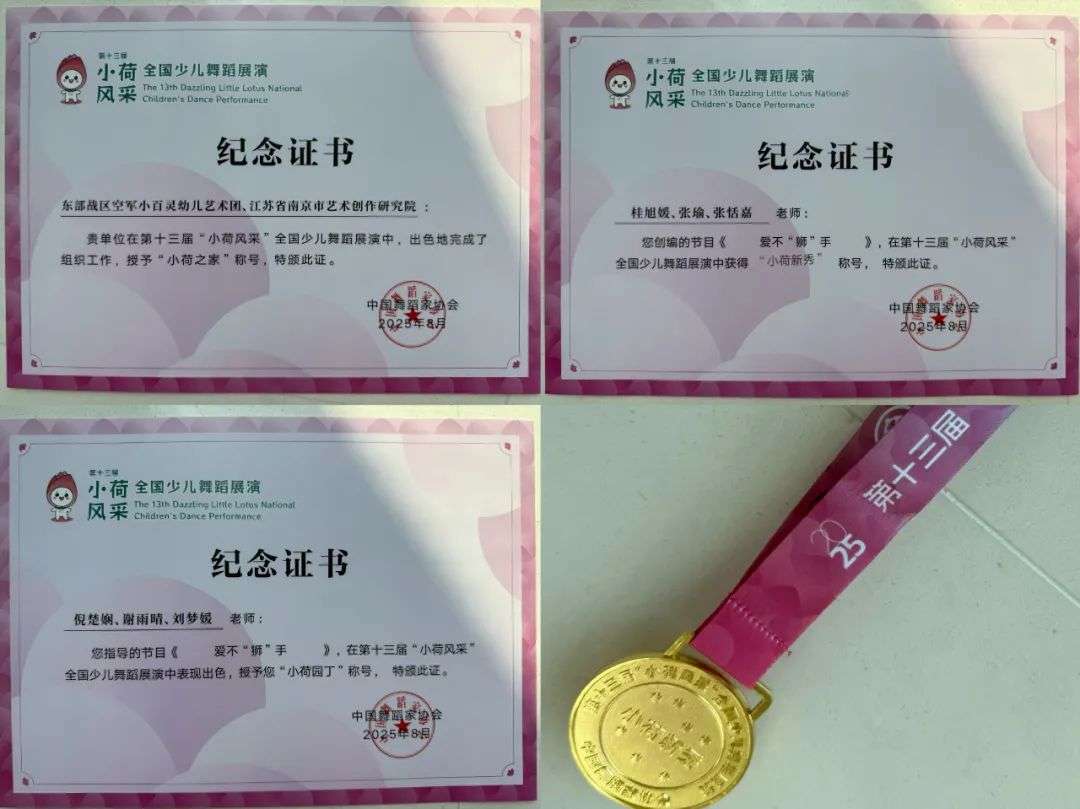 第十三届
小荷风采 全国少儿舞蹈展演
The 13th Dazzling Little Lotus National
Children's Dance Performance
纪念证书
东部战区空军小百灵幼儿艺术团、江苏省南京市艺术创作研究院：
贵单位在第十三届“小荷风采”全国少儿舞蹈展演中，出色地完成了
组织工作，授予“小荷之家”称号，特颁此证。
中国舞蹈家协会
2025年8月
第十三届
小荷风采 全国少儿舞蹈展演
The 13th Dazzling Little Lotus National
Children's Dance Performance
纪念证书
桂旭媛、张瑜、张恬嘉 老师：
您创编的节目《 爱不“狮”手 》，在第十三届“小荷风采”
全国少儿舞蹈展演中获得 “小荷新秀” 称号， 特颁此证。
中国舞蹈家协会
2025年8月
第十三届
小荷风采 全国少儿舞蹈展演
The 13th Dazzling Little Lotus National
Children's Dance Performance
纪念证书
倪楚娴、谢雨晴、刘梦媛 老师：
您指导的节目《 爱不“狮”手 》，在第十三届“小荷风采”
全国少儿舞蹈展演中表现出色，授予您“小荷园丁”称号， 特颁此证。
中国舞蹈家协会
2025年8月
2025 第十三届
小荷新秀